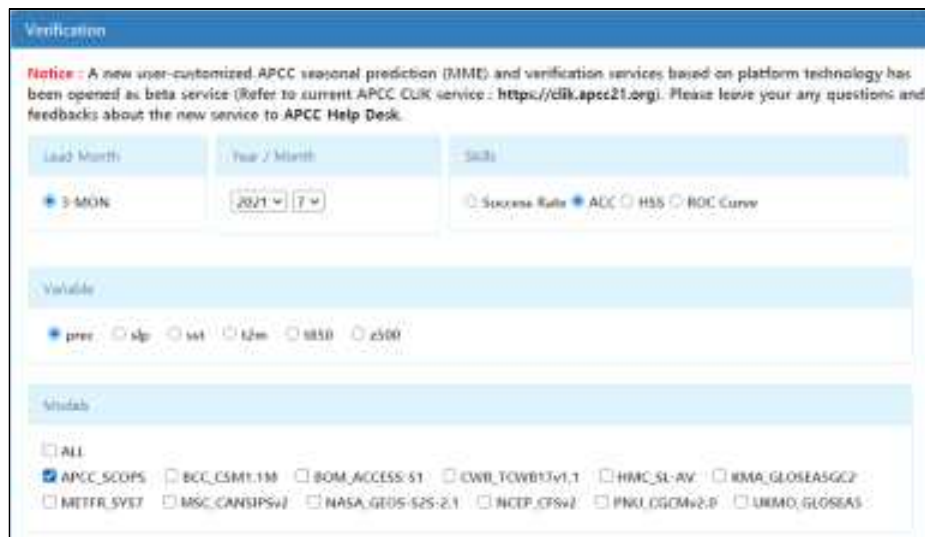 Verification
Notice : A new user-customized APCC seasonal prediction (MME) and verification services based on platform technology has
been opened as beta service (Refer to current APCC CLIK service : https://clik.apcc21.org). Please leave your any questions and
feedbacks about the new service to APCC Help Desk.
Lead Month Year / Month Skills
3-MON 2021 7 Success Rate ACC HSS ROC Curve
Variable
prec slp sst t2m t850 z500
Models
ALL
APCC_SCOPS BCC_CSM1.1M BOM_ACCESS-S1 CWB_TCWB1Tv1.1 HMC_SL-AV KMA_GLOSEA5GC2
METFR_SYS7 MSC_CANSIPSv2 NASA_GEOS-S2S-2.1 NCEP_CFSv2 PNU_CGCMv2.0 UKMO_GLOSEA5